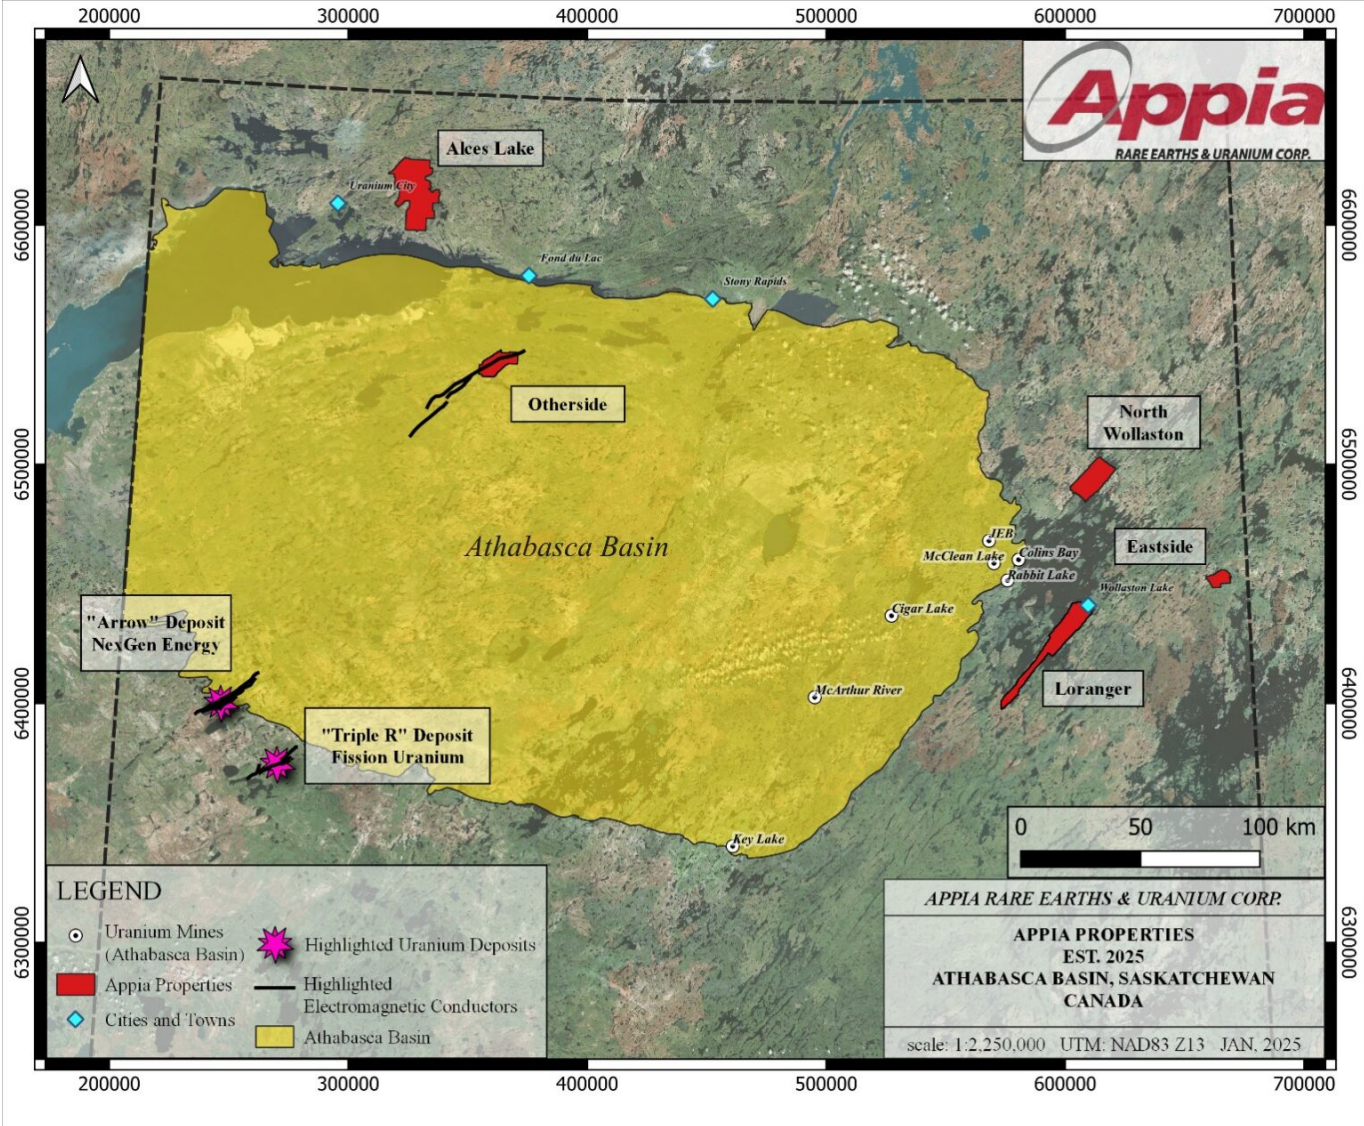 200000 300000 400000 500000 600000 700000
Appia
RARE EARTHS & URANIUM CORP.
Alces Lake
Uranium City
6600000
6600000
Fond du Lac
Stony Rapids
Otherside
North
Wollaston
6500000
6500000
Athabasca Basin
JEB
McClean Lake
Colins Bay
Rabbit Lake
Eastside
Wollaston Lake
Cigar Lake
"Arrow" Deposit
NexGen Energy
McArthur River
Loranger
6400000
6400000
"Triple R" Deposit
Fission Uranium
Key Lake
0 50 100 km
LEGEND
Uranium Mines
(Athabasca Basin)
Appia Properties
Cities and Towns
Highlighted Uranium Deposits
Highlighted
Electromagnetic Conductors
Athabasca Basin
6300000
6300000
APPIA RARE EARTHS & URANIUM CORP.
APPIA PROPERTIES
EST. 2025
ATHABASCA BASIN, SASKATCHEWAN
CANADA
scale: 1:2,250,000 UTM: NAD83 Z13 JAN, 2025
200000 300000 400000 500000 600000 700000